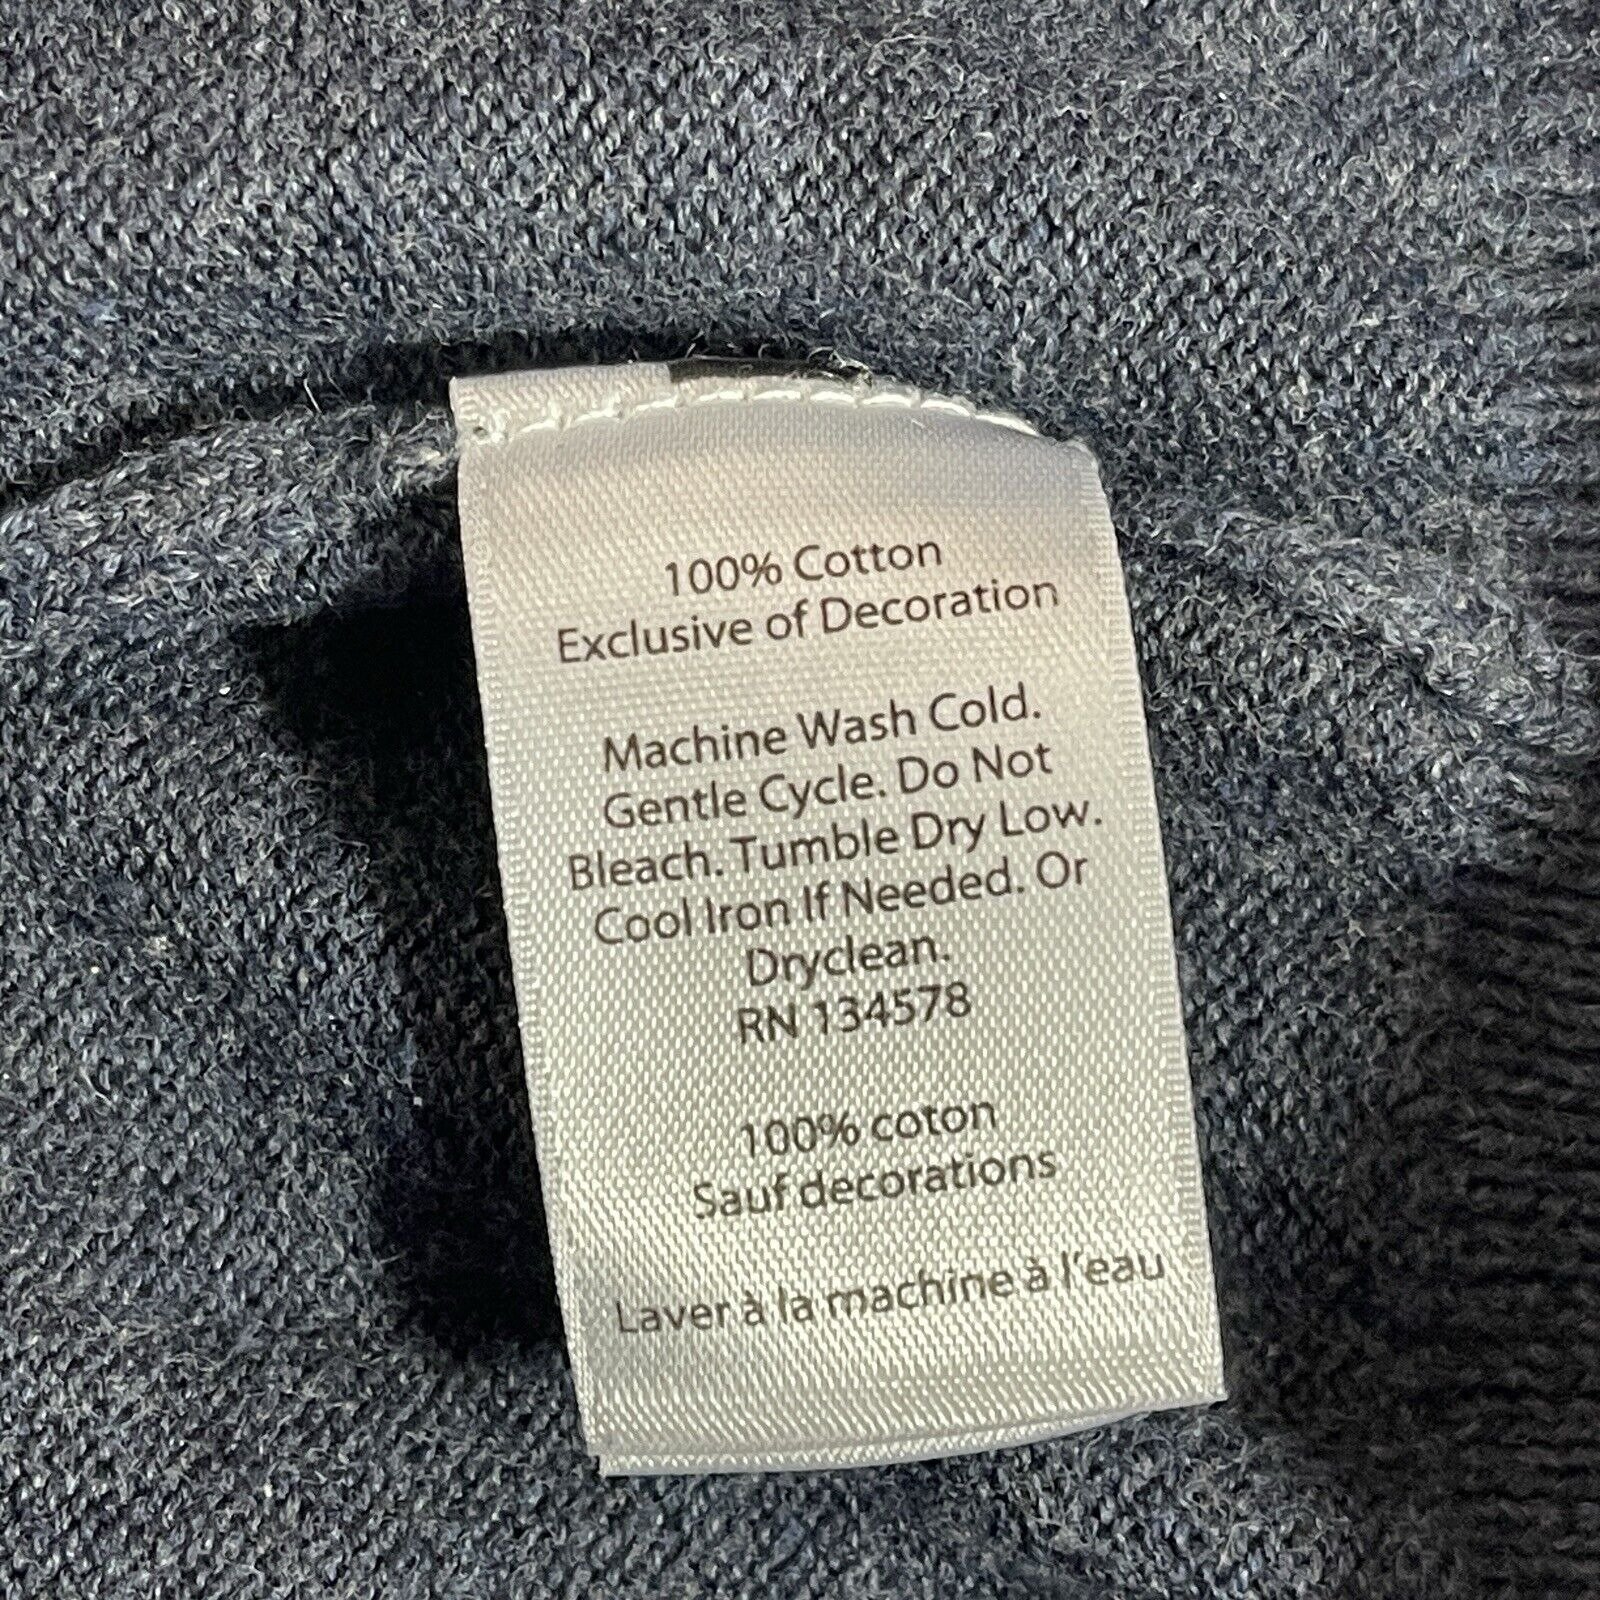 100% Cotton
Exclusive of Decoration
Machine Wash Cold.
Gentle Cycle. Do Not
Bleach. Tumble Dry Low.
Cool Iron If Needed. Or
Dryclean.
RN 134578
100% coton
Sauf decorations
Laver à la machine à l'eau